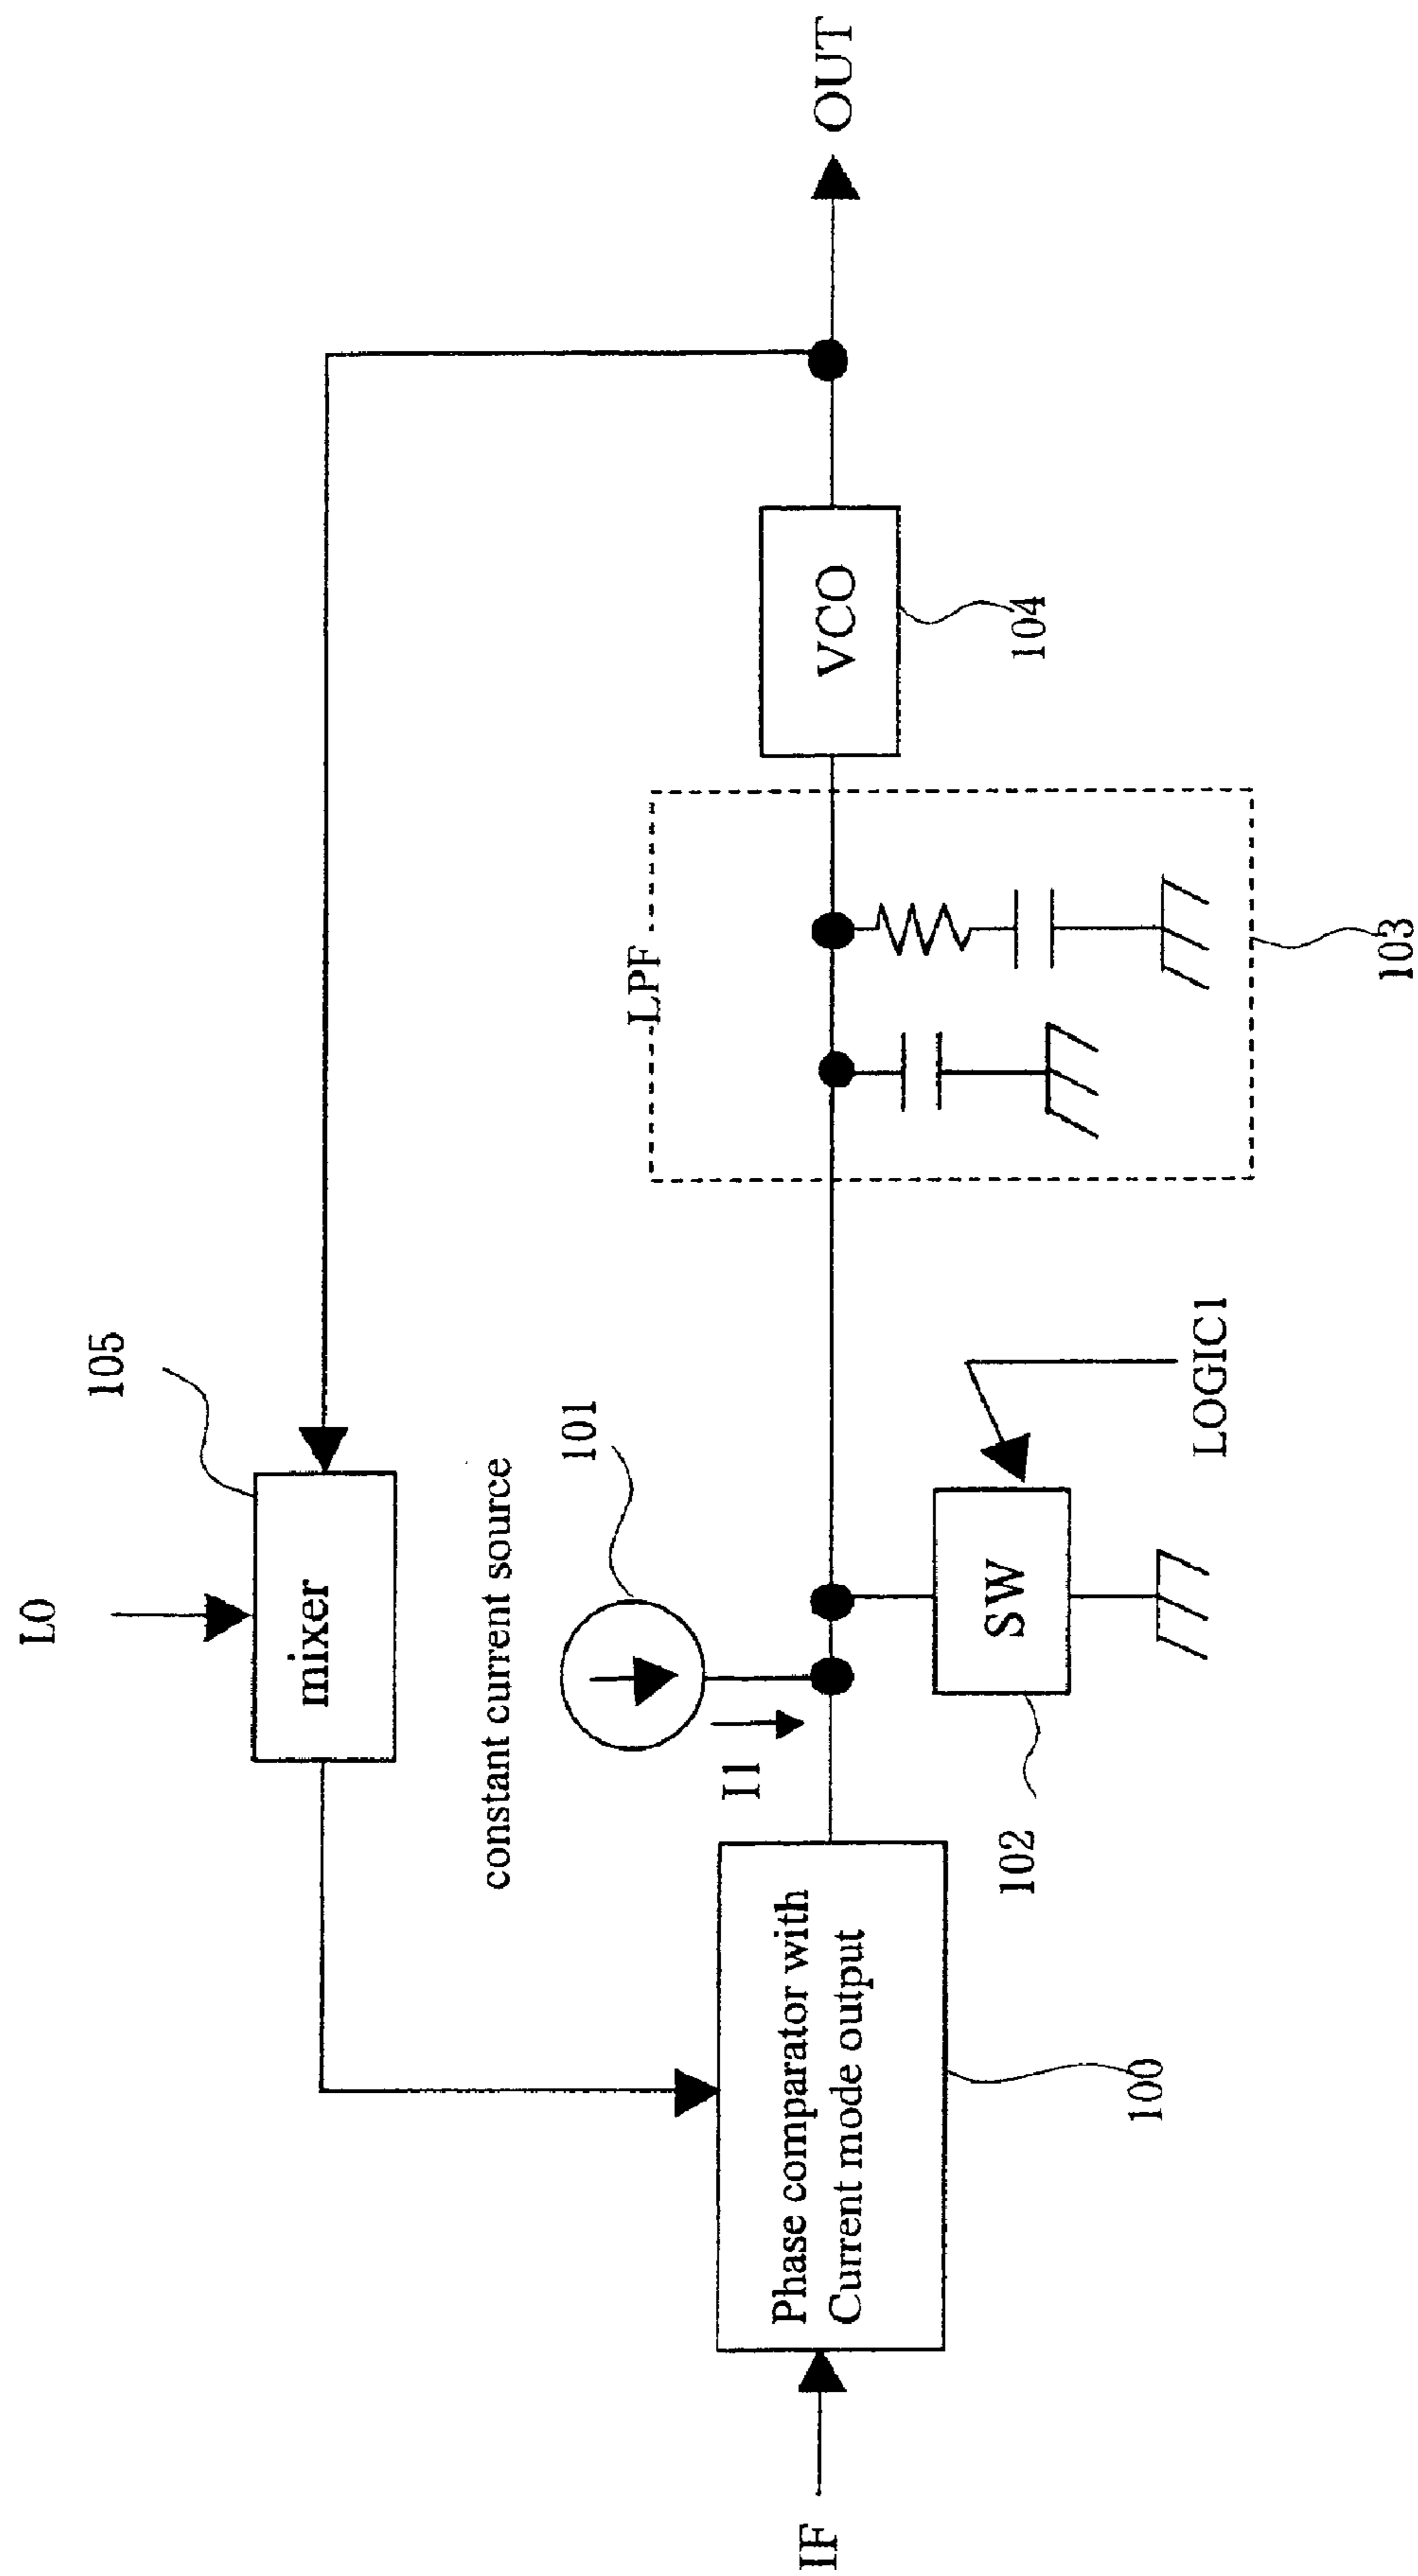 LO
105
mixer
constant current source
101
I1
IF
Phase comparator with
Current mode output
100
SW
102
LOGIC1
LPF
103
VCO
104
OUT